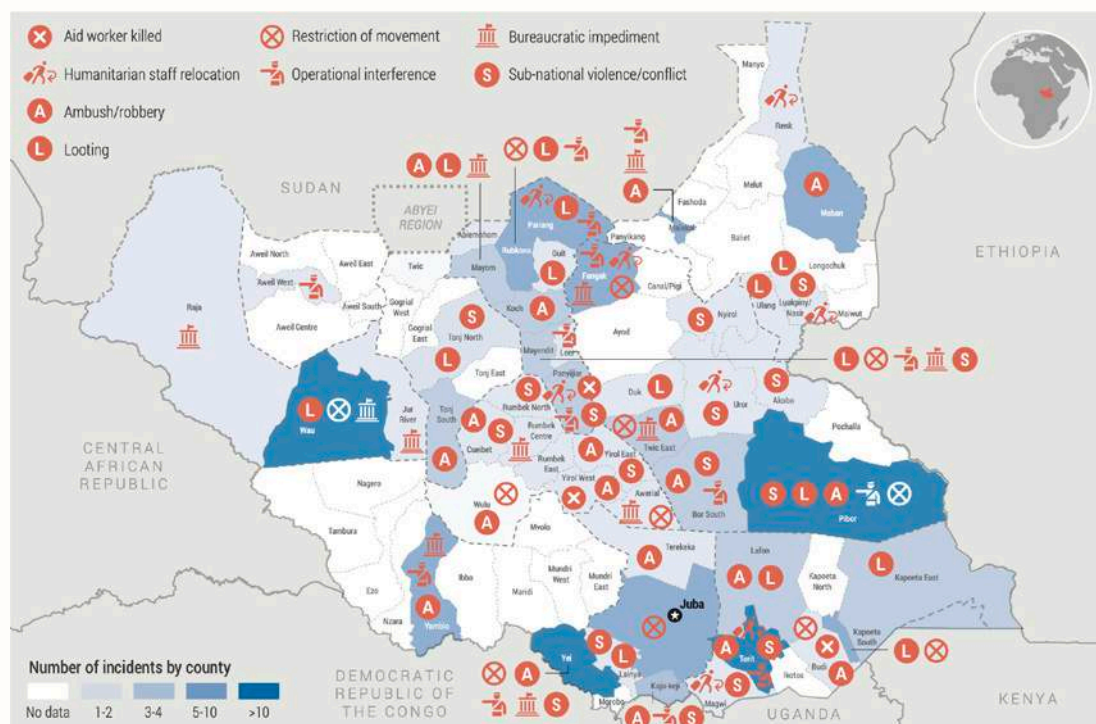 Aid worker killed
Restriction of movement
Bureaucratic impediment
Humanitarian staff relocation
Operational interference
S Sub-national violence/conflict
A Ambush/robbery
L Looting
SUDAN
ABYEI
REGION
ETHIOPIA
CENTRAL
AFRICAN
REPUBLIC
DEMOCRATIC
REPUBLIC OF
THE CONGO
UGANDA
KENYA
Manyo
Renk
Melut
Maban
Fashoda
Malakal
Baliet
Panyikang
Longochuk
Abiemnhom
Pariang
Rubkona
Guit
Fangak
Canal/Pigi
Mayom
Koch
Aweil North
Aweil East
Twic
Aweil West
Aweil South
Gogrial
West
Gogrial
East
Aweil Centre
Raja
Tonj North
Tonj East
Tonj
South
Mayendit
Leer
Panyijiar
Ayod
Nyirol
Ulang
Luakpiny/
Nasir
Maiwut
Duk
Uror
Akobo
Pochalla
Wau
Jur
River
Cueibet
Rumbek North
Rumbek
Centre
Rumbek
East
Yirol East
Yirol West
Awerial
Twic East
Bor South
Pibor
Wulu
Nagero
Tambura
Ezo
Nzara
Yambio
Ibba
Maridi
Mvolo
Mundri
West
Mundri
East
Terekeka
Juba
Lafon
Kapoeta
North
Kapoeta East
Kapoeta
South
Torit
Budi
Ikotos
Magwi
Yei
Lainya
Morobo
Kajo-keji
Number of incidents by county
No data
1-2
3-4
5-10
>10